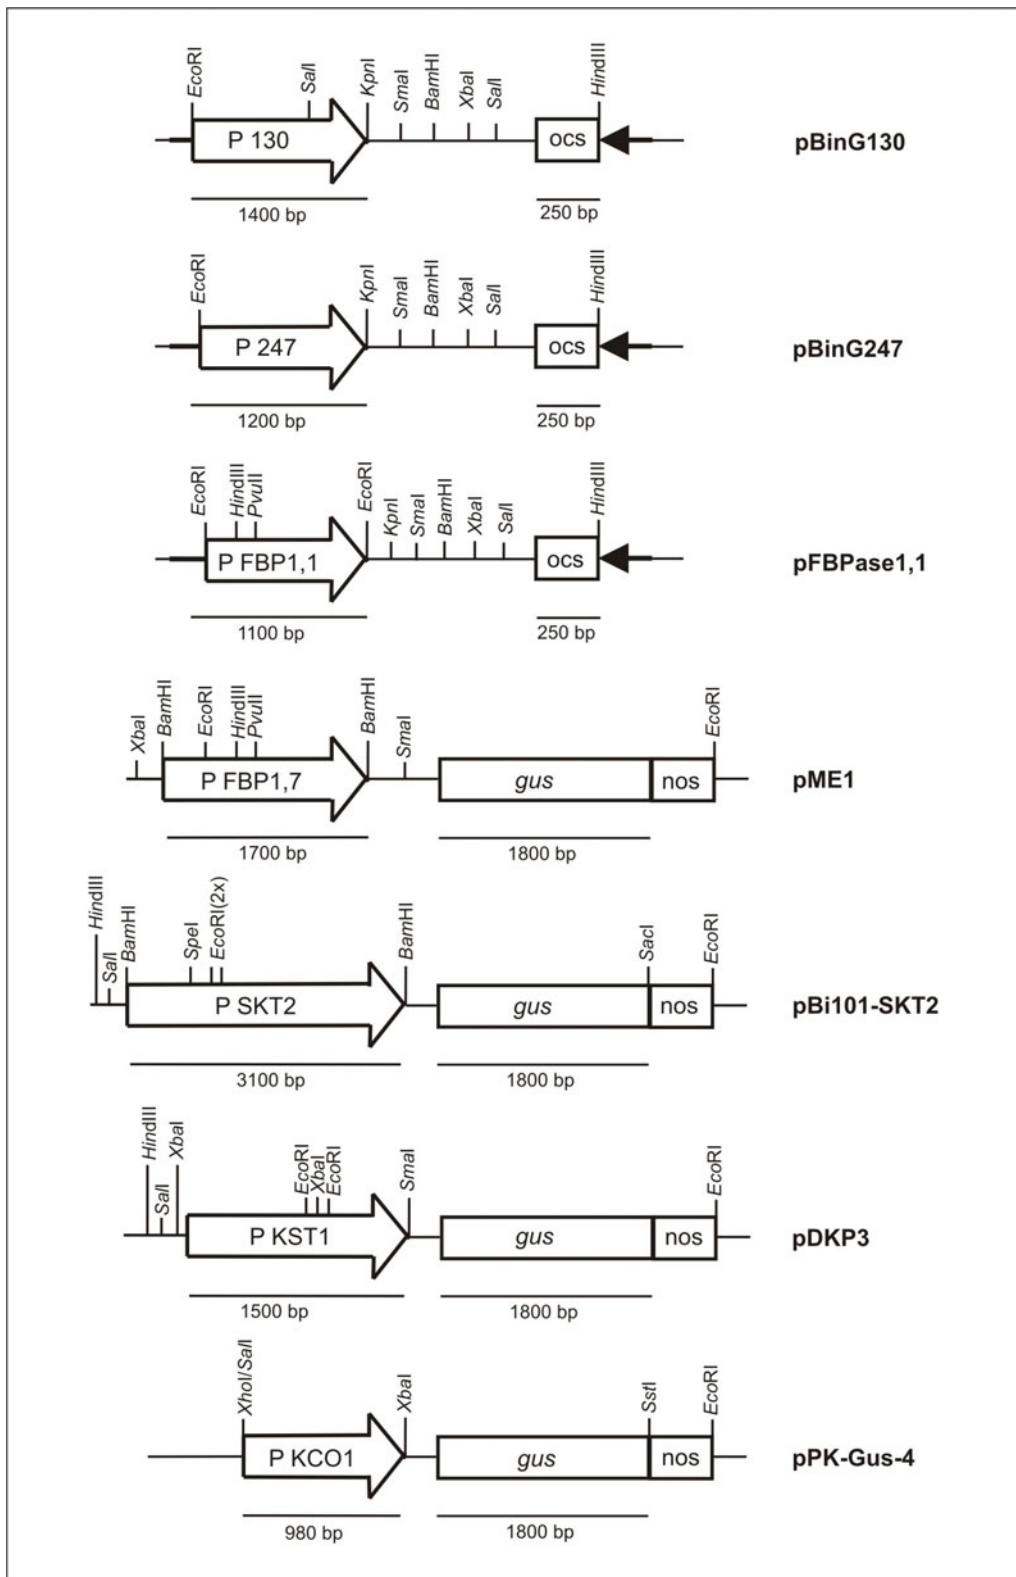 EcoRI SalI KpnI SmaI BamHI XbaI SalI HindIII
P 130 ocs pBinG130
1400 bp 250 bp
EcoRI KpnI SmaI BamHI XbaI SalI HindIII
P 247 ocs pBinG247
1200 bp 250 bp
EcoRI HindIII PvuII EcoRI KpnI SmaI BamHI XbaI SalI HindIII
P FBP1,1 ocs pFBPase1,1
1100 bp 250 bp
XbaI BamHI EcoRI HindIII PvuII BamHI SmaI EcoRI
P FBP1,7 gus nos pME1
1700 bp 1800 bp
HindIII SalI BamHI SpeI EcoRI(2x) BamHI SacI EcoRI
P SKT2 gus nos pBi101-SKT2
3100 bp 1800 bp
HindIII SalI XbaI EcoRI XbaI EcoRI SmaI EcoRI
P KST1 gus nos pDKP3
1500 bp 1800 bp
XhoI/SalI XbaI SstI EcoRI
P KCO1 gus nos pPK-Gus-4
980 bp 1800 bp